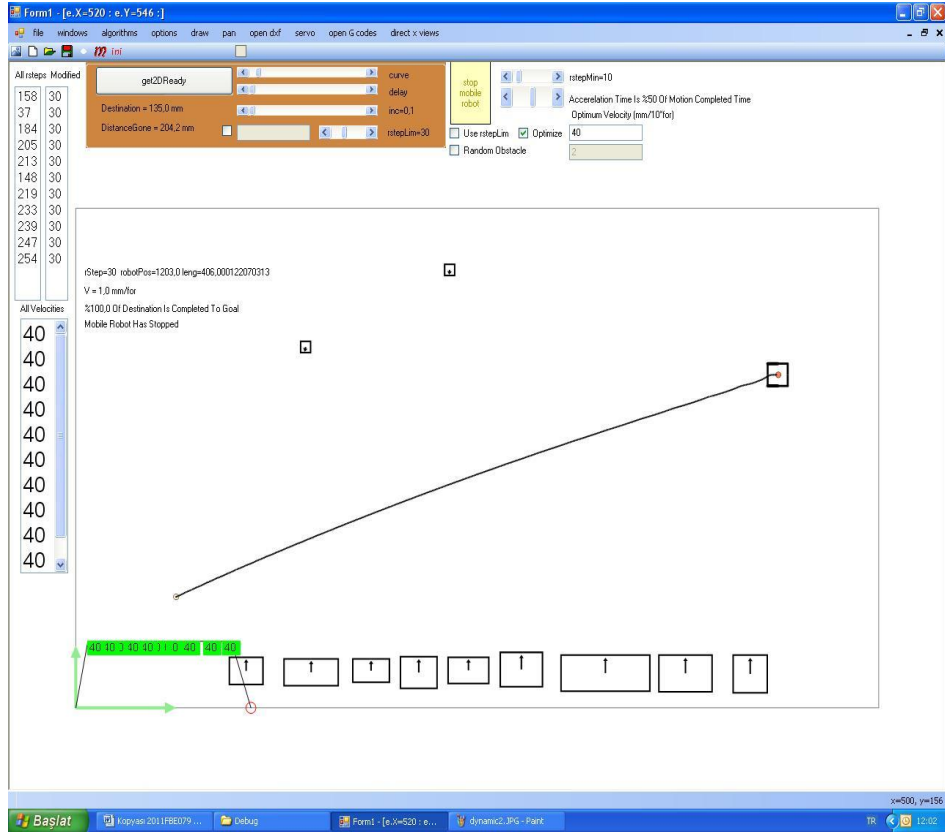 Form1 - [e.X=520 : e.Y=546 :]
file windows algorithms options draw pan open dxf servo open G codes direct x views
m ini
All rsteps Modified
158 30
37 30
184 30
205 30
213 30
148 30
219 30
233 30
239 30
247 30
254 30
get2DReady
curve
delay
Destination = 135,0 mm
inc=0,1
DistanceGone = 204,2 mm
rstepLim=30
stop
mobile
robot
rstepMin=10
Accerelation Time Is %50 Of Motion Completed Time
Optimum Velocity (mm/10*for)
Use rstepLim Optimize 40
Random Obstacle 2
rStep=30 robotPos=1203,0 leng=406,000122070313
V = 1,0 mm/for
%100,0 Of Destination Is Completed To Goal
Mobile Robot Has Stopped
All Velocities
40
40
40
40
40
40
40
40
40
40
40 40 40 40 40 40
x=500, y=156
Başlat Kopyası 2011FBE079 ... Debug Form1 - [e.X=520 : e... dynamic2.JPG - Paint TR 12:02